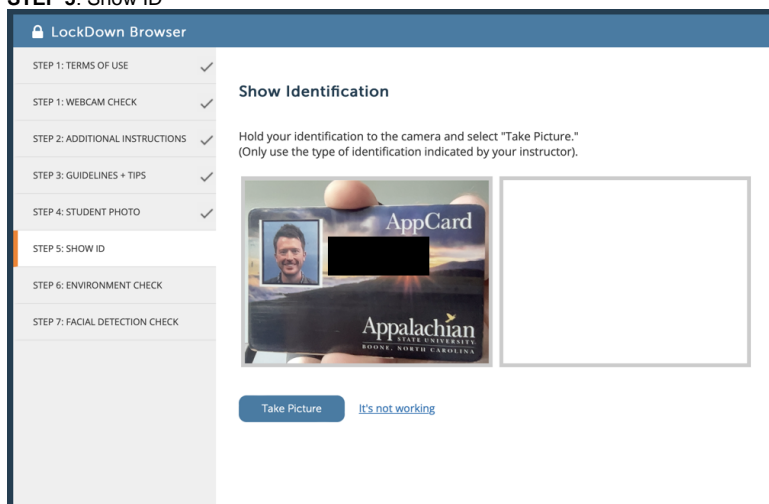 STEP 5: Show ID
LockDown Browser
STEP 1: TERMS OF USE
STEP 1: WEBCAM CHECK
STEP 2: ADDITIONAL INSTRUCTIONS
STEP 3: GUIDELINES + TIPS
STEP 4: STUDENT PHOTO
STEP 5: SHOW ID
STEP 6: ENVIRONMENT CHECK
STEP 7: FACIAL DETECTION CHECK
Show Identification
Hold your identification to the camera and select "Take Picture."
(Only use the type of identification indicated by your instructor).
AppCard
Appalachian
STATE UNIVERSITY
BOONE, NORTH CAROLINA
Take Picture
It's not working